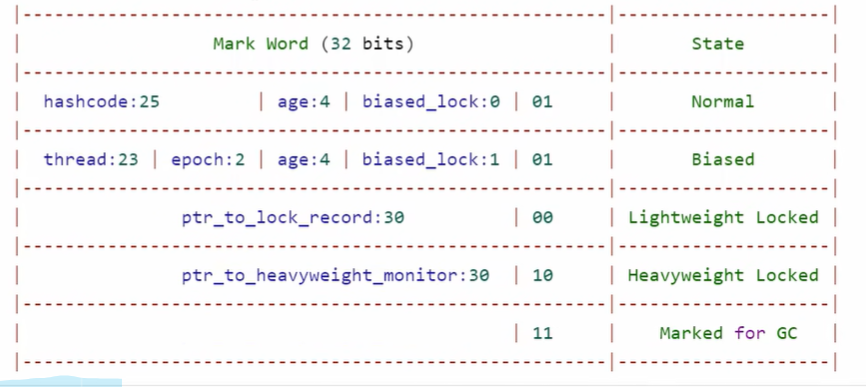 |-------------------------------------------------------|--------------------|
| Mark Word (32 bits) | State |
|-------------------------------------------------------|--------------------|
| hashcode:25 | age:4 | biased_lock:0 | 01 | Normal |
|-------------------------------------------------------|--------------------|
| thread:23 | epoch:2 | age:4 | biased_lock:1 | 01 | Biased |
|-------------------------------------------------------|--------------------|
| ptr_to_lock_record:30 | 00 | Lightweight Locked |
|-------------------------------------------------------|--------------------|
| ptr_to_heavyweight_monitor:30 | 10 | Heavyweight Locked |
|-------------------------------------------------------|--------------------|
| | 11 | Marked for GC |
|-------------------------------------------------------|--------------------|